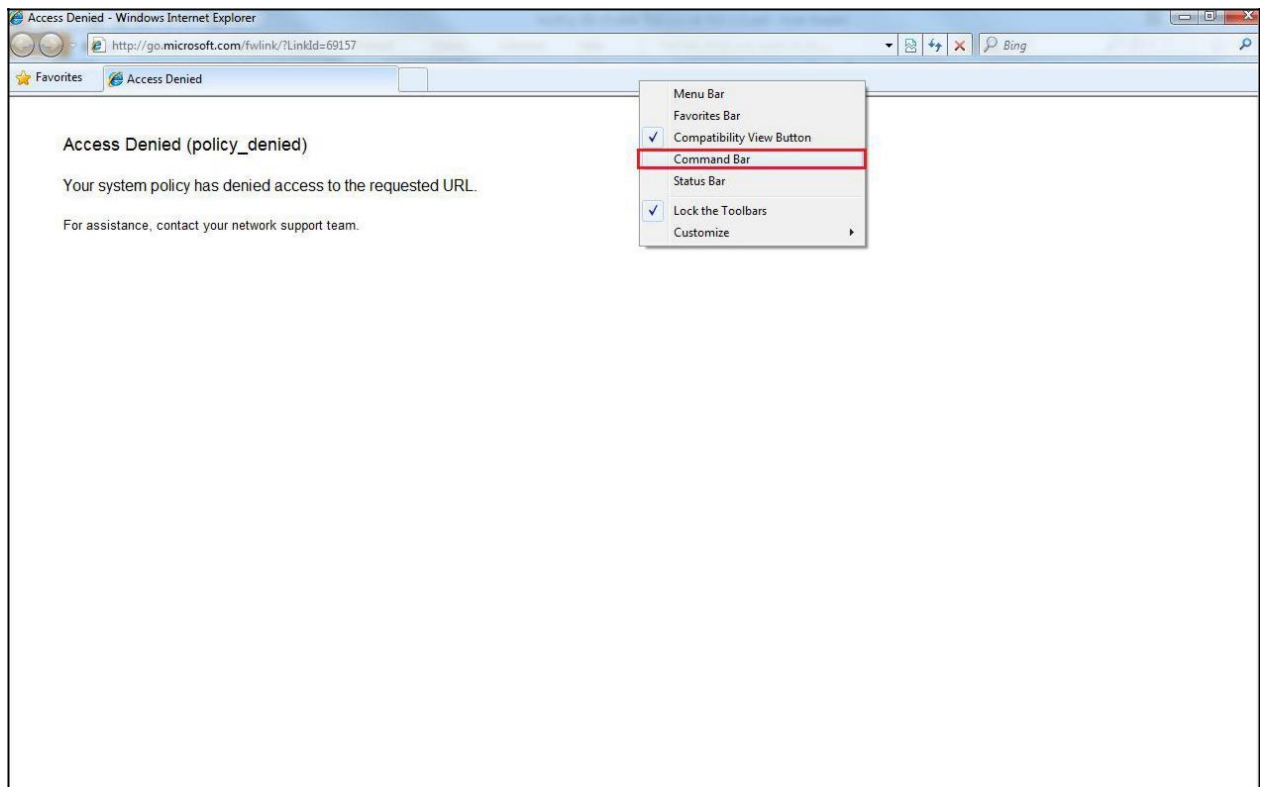 Access Denied - Windows Internet Explorer
http://go.microsoft.com/fwlink/?LinkId=69157
Bing
Favorites
Access Denied
Menu Bar
Favorites Bar
Compatibility View Button
Command Bar
Status Bar
Lock the Toolbars
Customize
Access Denied (policy_denied)
Your system policy has denied access to the requested URL.
For assistance, contact your network support team.